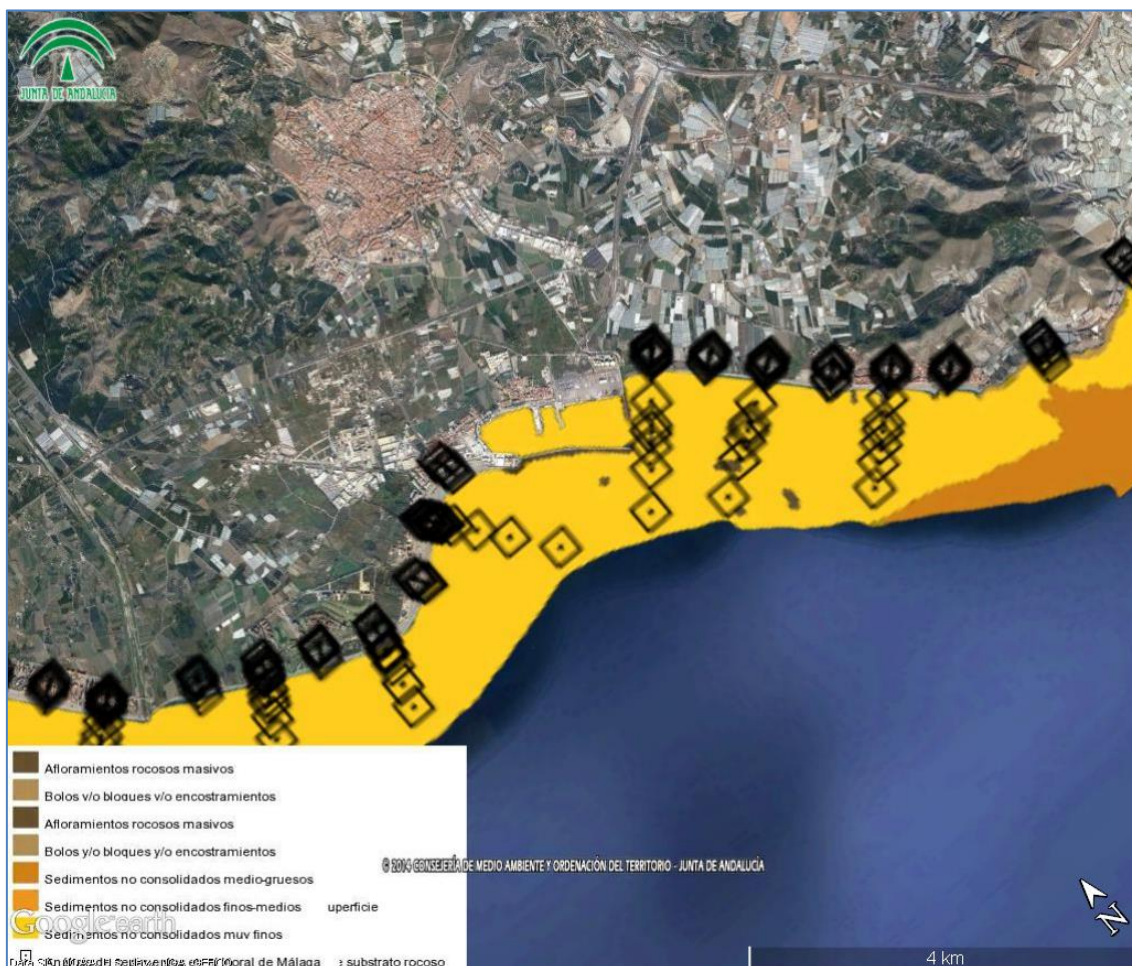 JUNTA DE ANDALUCIA
Afloramientos rocosos masivos
Bolos v/o bloques v/o encostramientos
Afloramientos rocosos masivos
Bolos y/o bloques y/o encostramientos
Sedimentos no consolidados medio-gruesos
Sedimentos no consolidados finos-medios uperficie
Google earth
Sedimentos no consolidados muy finos
de Málaga substrato rocoso
© 2014 CONSEJERÍA DE MEDIO AMBIENTE Y ORDENACIÓN DEL TERRITORIO - JUNTA DE ANDALUCÍA
N
4 km